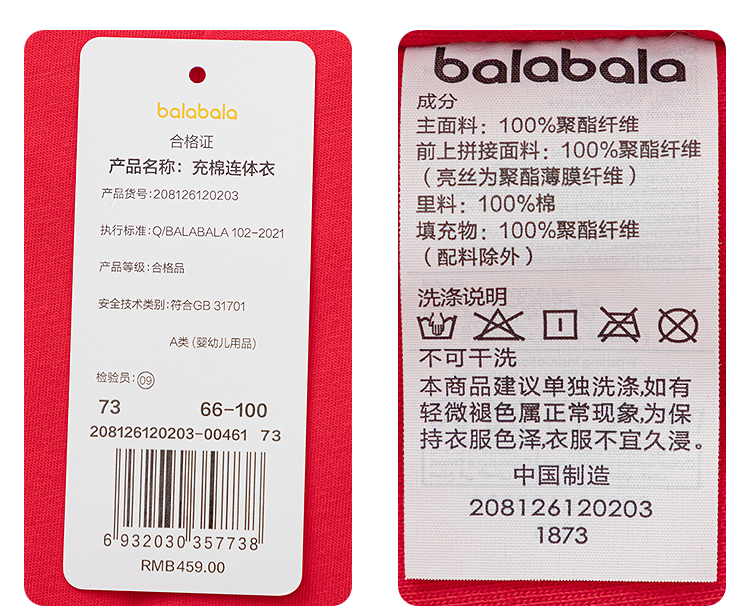 balabala
合格证
产品名称：充棉连体衣
产品货号:208126120203
执行标准:Q/BALABALA 102-2021
产品等级:合格品
安全技术类别:符合GB 31701
A类 (婴幼儿用品)
检验员: 09
73 66-100
208126120203-00461 73
6 932030 357738
RMB459.00
balabala
成分
主面料：100%聚酯纤维
前上拼接面料：100%聚酯纤维
（亮丝为聚酯薄膜纤维）
里料：100%棉
填充物：100%聚酯纤维
（配料除外）
洗涤说明
不可干洗
本商品建议单独洗涤,如有
轻微褪色属正常现象,为保
持衣服色泽,衣服不宜久浸。
中国制造
208126120203
1873